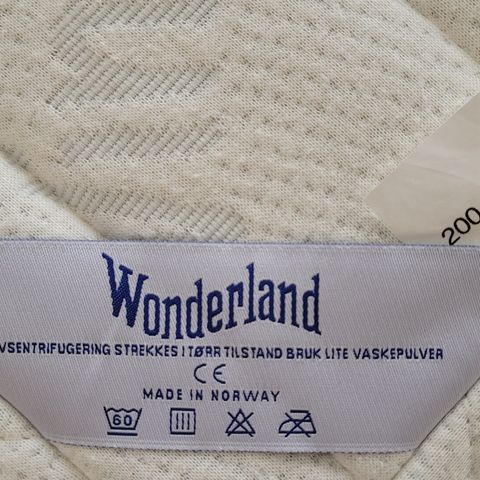 200
Wonderland
VSENTRIFUGERING STREKKES I TØRR TILSTAND BRUK LITE VASKEPULVER
CE
MADE IN NORWAY
60